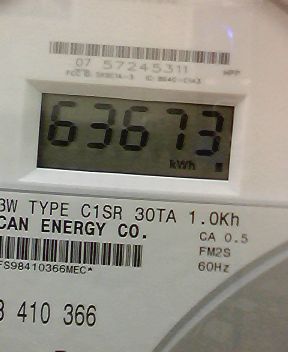 07 57245311
63673
kWh
3W TYPE C1SR 30TA 1.0Kh
CAN ENERGY CO.
CA 0.5
FM2S
60Hz
FS98410366MEC*
410 366